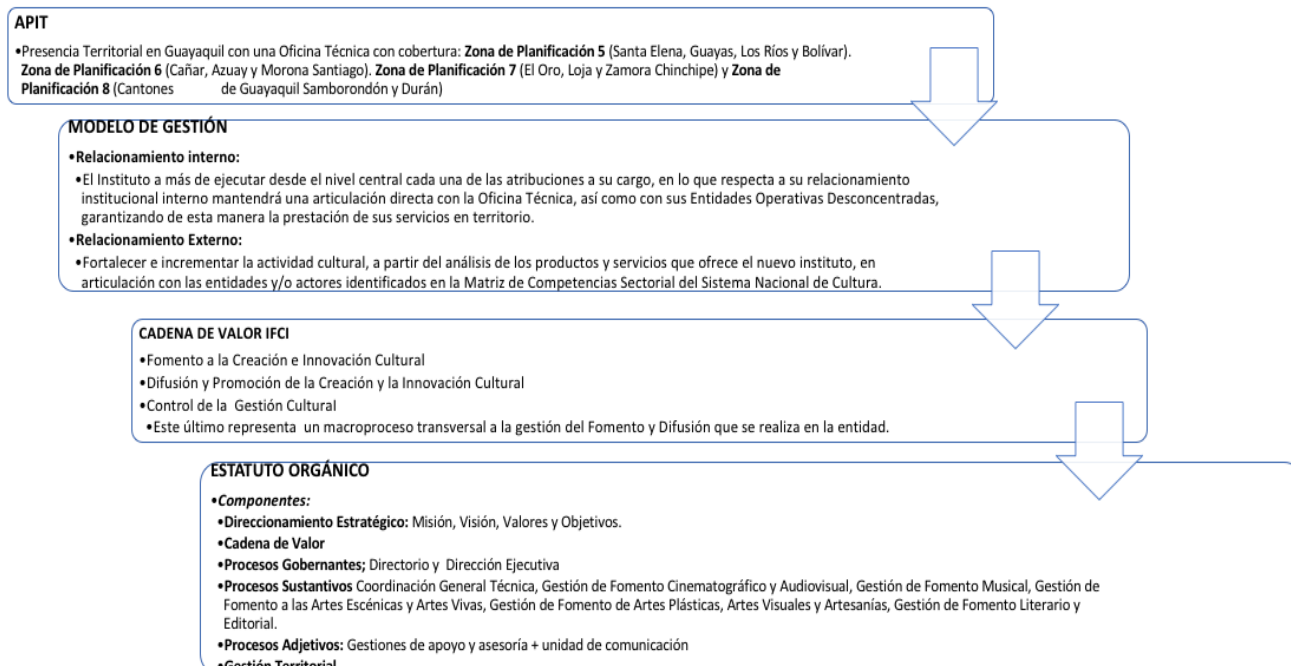 APIT
•Presencia Territorial en Guayaquil con una Oficina Técnica con cobertura: Zona de Planificación 5 (Santa Elena, Guayas, Los Ríos y Bolívar).
Zona de Planificación 6 (Cañar, Azuay y Morona Santiago). Zona de Planificación 7 (El Oro, Loja y Zamora Chinchipe) y Zona de
Planificación 8 (Cantones de Guayaquil Samborondón y Durán)
MODELO DE GESTIÓN
•Relacionamiento interno:
•El Instituto a más de ejecutar desde el nivel central cada una de las atribuciones a su cargo, en lo que respecta a su relacionamiento
institucional interno mantendrá una articulación directa con la Oficina Técnica, así como con sus Entidades Operativas Desconcentradas,
garantizando de esta manera la prestación de sus servicios en territorio.
•Relacionamiento Externo:
•Fortalecer e incrementar la actividad cultural, a partir del análisis de los productos y servicios que ofrece el nuevo instituto, en
articulación con las entidades y/o actores identificados en la Matriz de Competencias Sectorial del Sistema Nacional de Cultura.
CADENA DE VALOR IFCI
•Fomento a la Creación e Innovación Cultural
•Difusión y Promoción de la Creación y la Innovación Cultural
•Control de la Gestión Cultural
•Este último representa un macroproceso transversal a la gestión del Fomento y Difusión que se realiza en la entidad.
ESTATUTO ORGÁNICO
•Componentes:
•Direccionamiento Estratégico: Misión, Visión, Valores y Objetivos.
•Cadena de Valor
•Procesos Gobernantes; Directorio y Dirección Ejecutiva
•Procesos Sustantivos Coordinación General Técnica, Gestión de Fomento Cinematográfico y Audiovisual, Gestión de Fomento Musical, Gestión de
Fomento a las Artes Escénicas y Artes Vivas, Gestión de Fomento de Artes Plásticas, Artes Visuales y Artesanías, Gestión de Fomento Literario y
Editorial.
•Procesos Adjetivos: Gestiones de apoyo y asesoría + unidad de comunicación
•Gestión Territorial